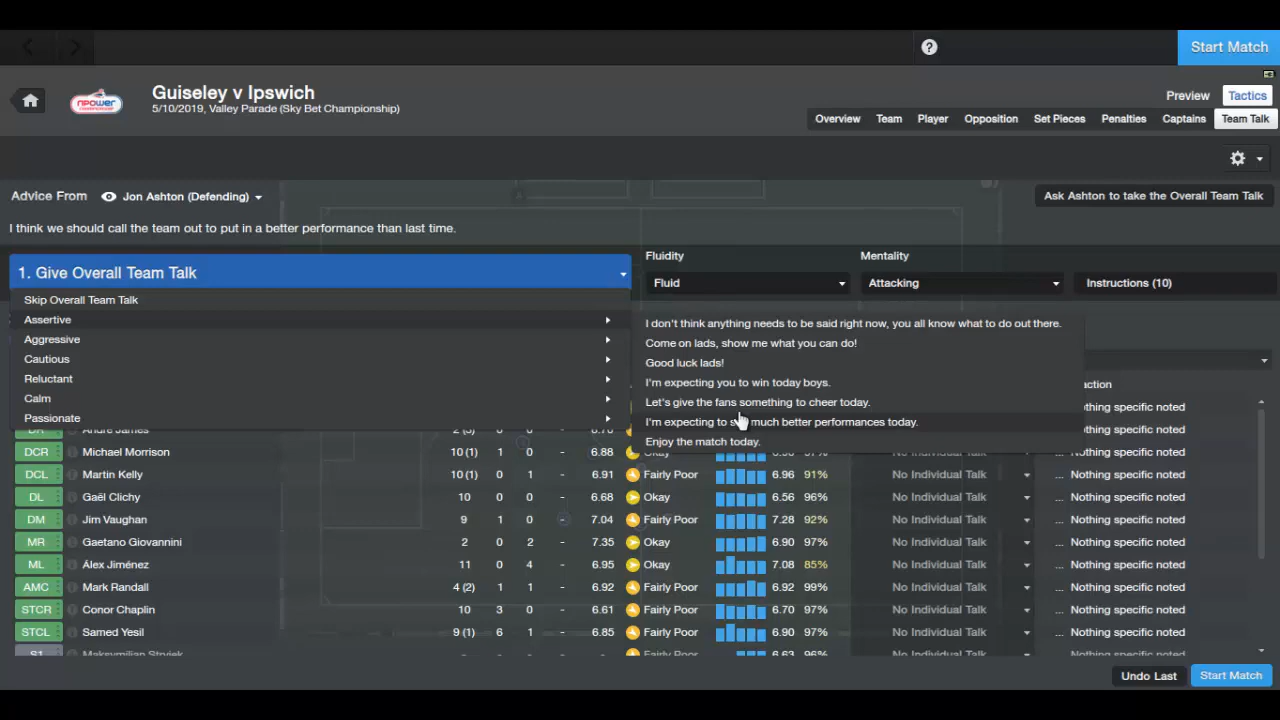 Start Match
Guiseley v Ipswich
5/10/2019, Valley Parade (Sky Bet Championship)
npower
Preview Tactics
Overview Team Player Opposition Set Pieces Penalties Captains Team Talk
Advice From Jon Ashton (Defending) Ask Ashton to take the Overall Team Talk
I think we should call the team out to put in a better performance than last time.
1. Give Overall Team Talk
Fluidity Mentality
Fluid Attacking Instructions (10)
Skip Overall Team Talk
Assertive
Aggressive
Cautious
Reluctant
Calm
Passionate
I don't think anything needs to be said right now, you all know what to do out there.
Come on lads, show me what you can do!
Good luck lads!
I'm expecting you to win today boys.
Let's give the fans something to cheer today.
I'm expecting to much better performances today.
Enjoy the match today.
DCR Michael Morrison 10 (1) 1 0 - 6.88 Okay
DCL Martin Kelly 10 (1) 0 1 - 6.91 Fairly Poor 6.96 91% No Individual Talk ... Nothing specific noted
DL Gaël Clichy 10 0 0 - 6.68 Okay 6.56 96% No Individual Talk ... Nothing specific noted
DM Jim Vaughan 9 1 0 - 7.04 Fairly Poor 7.28 92% No Individual Talk ... Nothing specific noted
MR Gaetano Giovannini 2 0 2 - 7.35 Okay 6.90 97% No Individual Talk ... Nothing specific noted
ML Álex Jiménez 11 0 4 - 6.95 Okay 7.08 85% No Individual Talk ... Nothing specific noted
AMC Mark Randall 4 (2) 1 1 - 6.92 Fairly Poor 6.92 99% No Individual Talk ... Nothing specific noted
STCR Conor Chaplin 10 3 0 - 6.61 Fairly Poor 6.70 97% No Individual Talk ... Nothing specific noted
STCL Samed Yesil 9 (1) 6 1 - 6.85 Fairly Poor 6.90 97% No Individual Talk ... Nothing specific noted
S1 Maksymilian Stryjek - - - - Fairly Poor 6.63 96% No Individual Talk ... Nothing specific noted
Undo Last Start Match